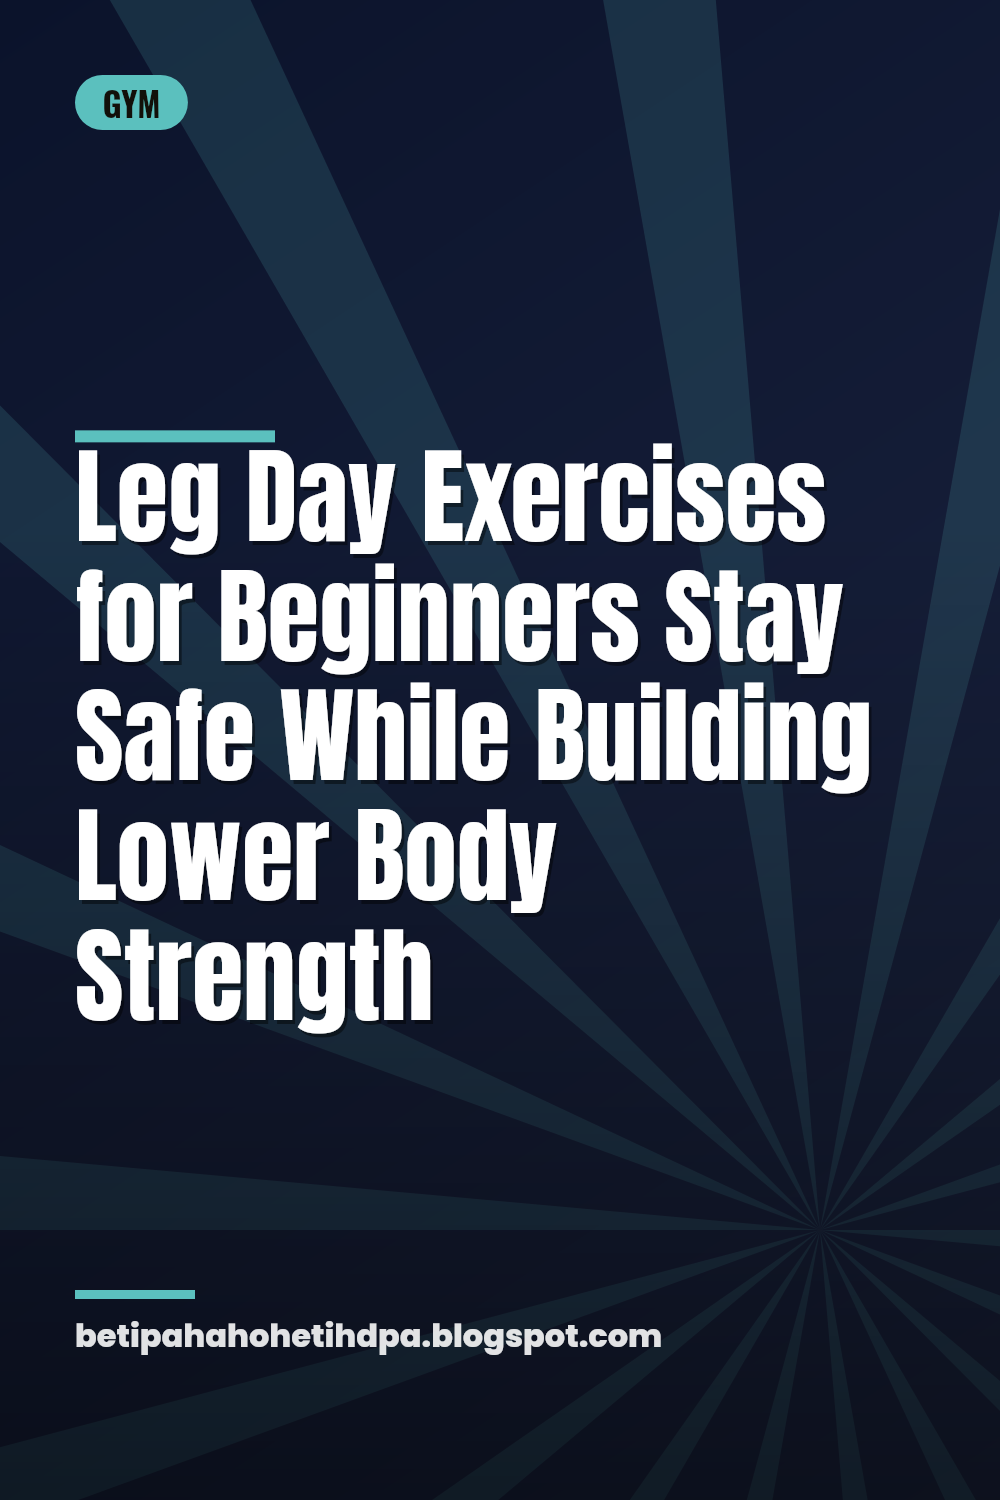 GYM
Leg Day Exercises
for Beginners Stay
Safe While Building
Lower Body
Strength
betipahahohetihdpa.blogspot.com